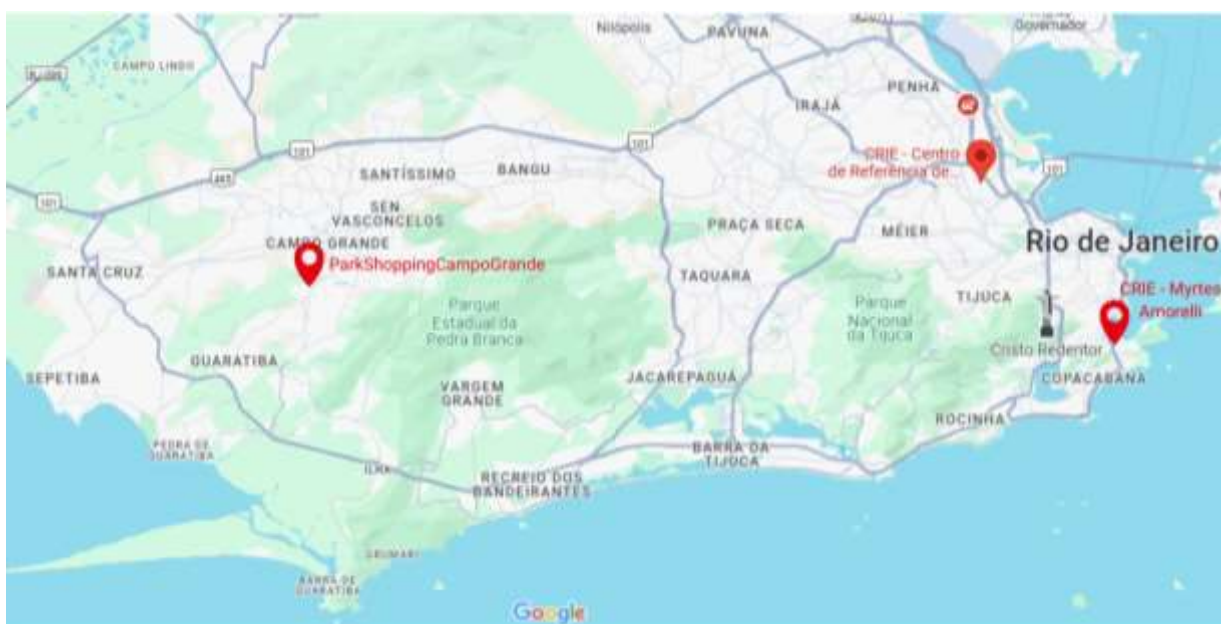 Nilópolis
PAVUNA
Governador
CAMPO LINDO
PENHA
IRAJÁ
101
101
CRIE - Centro
de Referência de...
101
465
SANTÍSSIMO
BANGU
101
SEN
VASCONCELOS
PRAÇA SECA
MÉIER
CAMPO GRANDE
Rio de Janeiro
SANTA CRUZ
ParkShoppingCampoGrande
TAQUARA
TIJUCA
CRIE - Myrtes
Amorelli
Parque
Estadual da
Pedra Branca
Parque
Nacional
da Tijuca
Cristo Redentor
GUARATIBA
SEPETIBA
JACAREPAGUÁ
COPACABANA
VARGEM
GRANDE
ROCINHA
PEDRA DE
GUARATIBA
BARRA DA
TIJUCA
ILHA
RECREIO DOS
BANDEIRANTES
GRUMARI
BARRA DE
GUARATIBA
Google